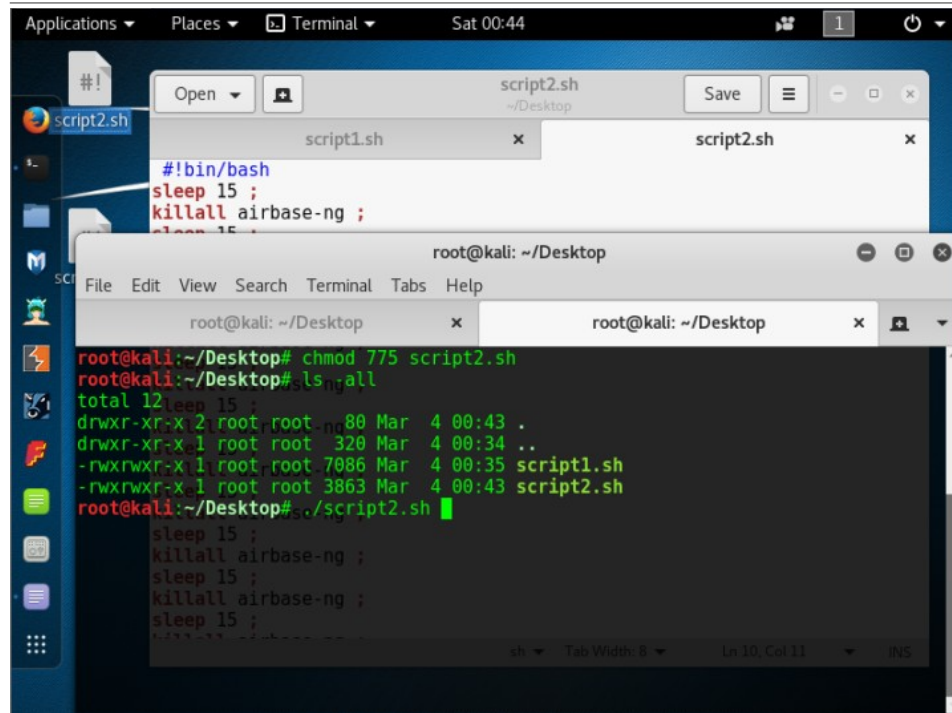 Applications Places Terminal Sat 00:44 1
#!
script2.sh
Open script2.sh Save
~/Desktop
script1.sh × script2.sh ×
#!bin/bash
sleep 15 ;
killall airbase-ng ;
sleep 15 ;
root@kali: ~/Desktop
File Edit View Search Terminal Tabs Help
root@kali: ~/Desktop × root@kali: ~/Desktop ×
root@kali:~/Desktop# chmod 775 script2.sh
root@kali:~/Desktop# ls -all
total 12
drwxr-xr-x 2 root root 80 Mar 4 00:43 .
drwxr-xr-x 1 root root 320 Mar 4 00:34 ..
-rwxrwxr-x 1 root root 7086 Mar 4 00:35 script1.sh
-rwxrwxr-x 1 root root 3863 Mar 4 00:43 script2.sh
root@kali:~/Desktop# ./script2.sh
sleep 15 ;
killall airbase-ng ;
sleep 15 ;
killall airbase-ng ;
sleep 15 ;
sh Tab Width: 8 Ln 10, Col 11 INS